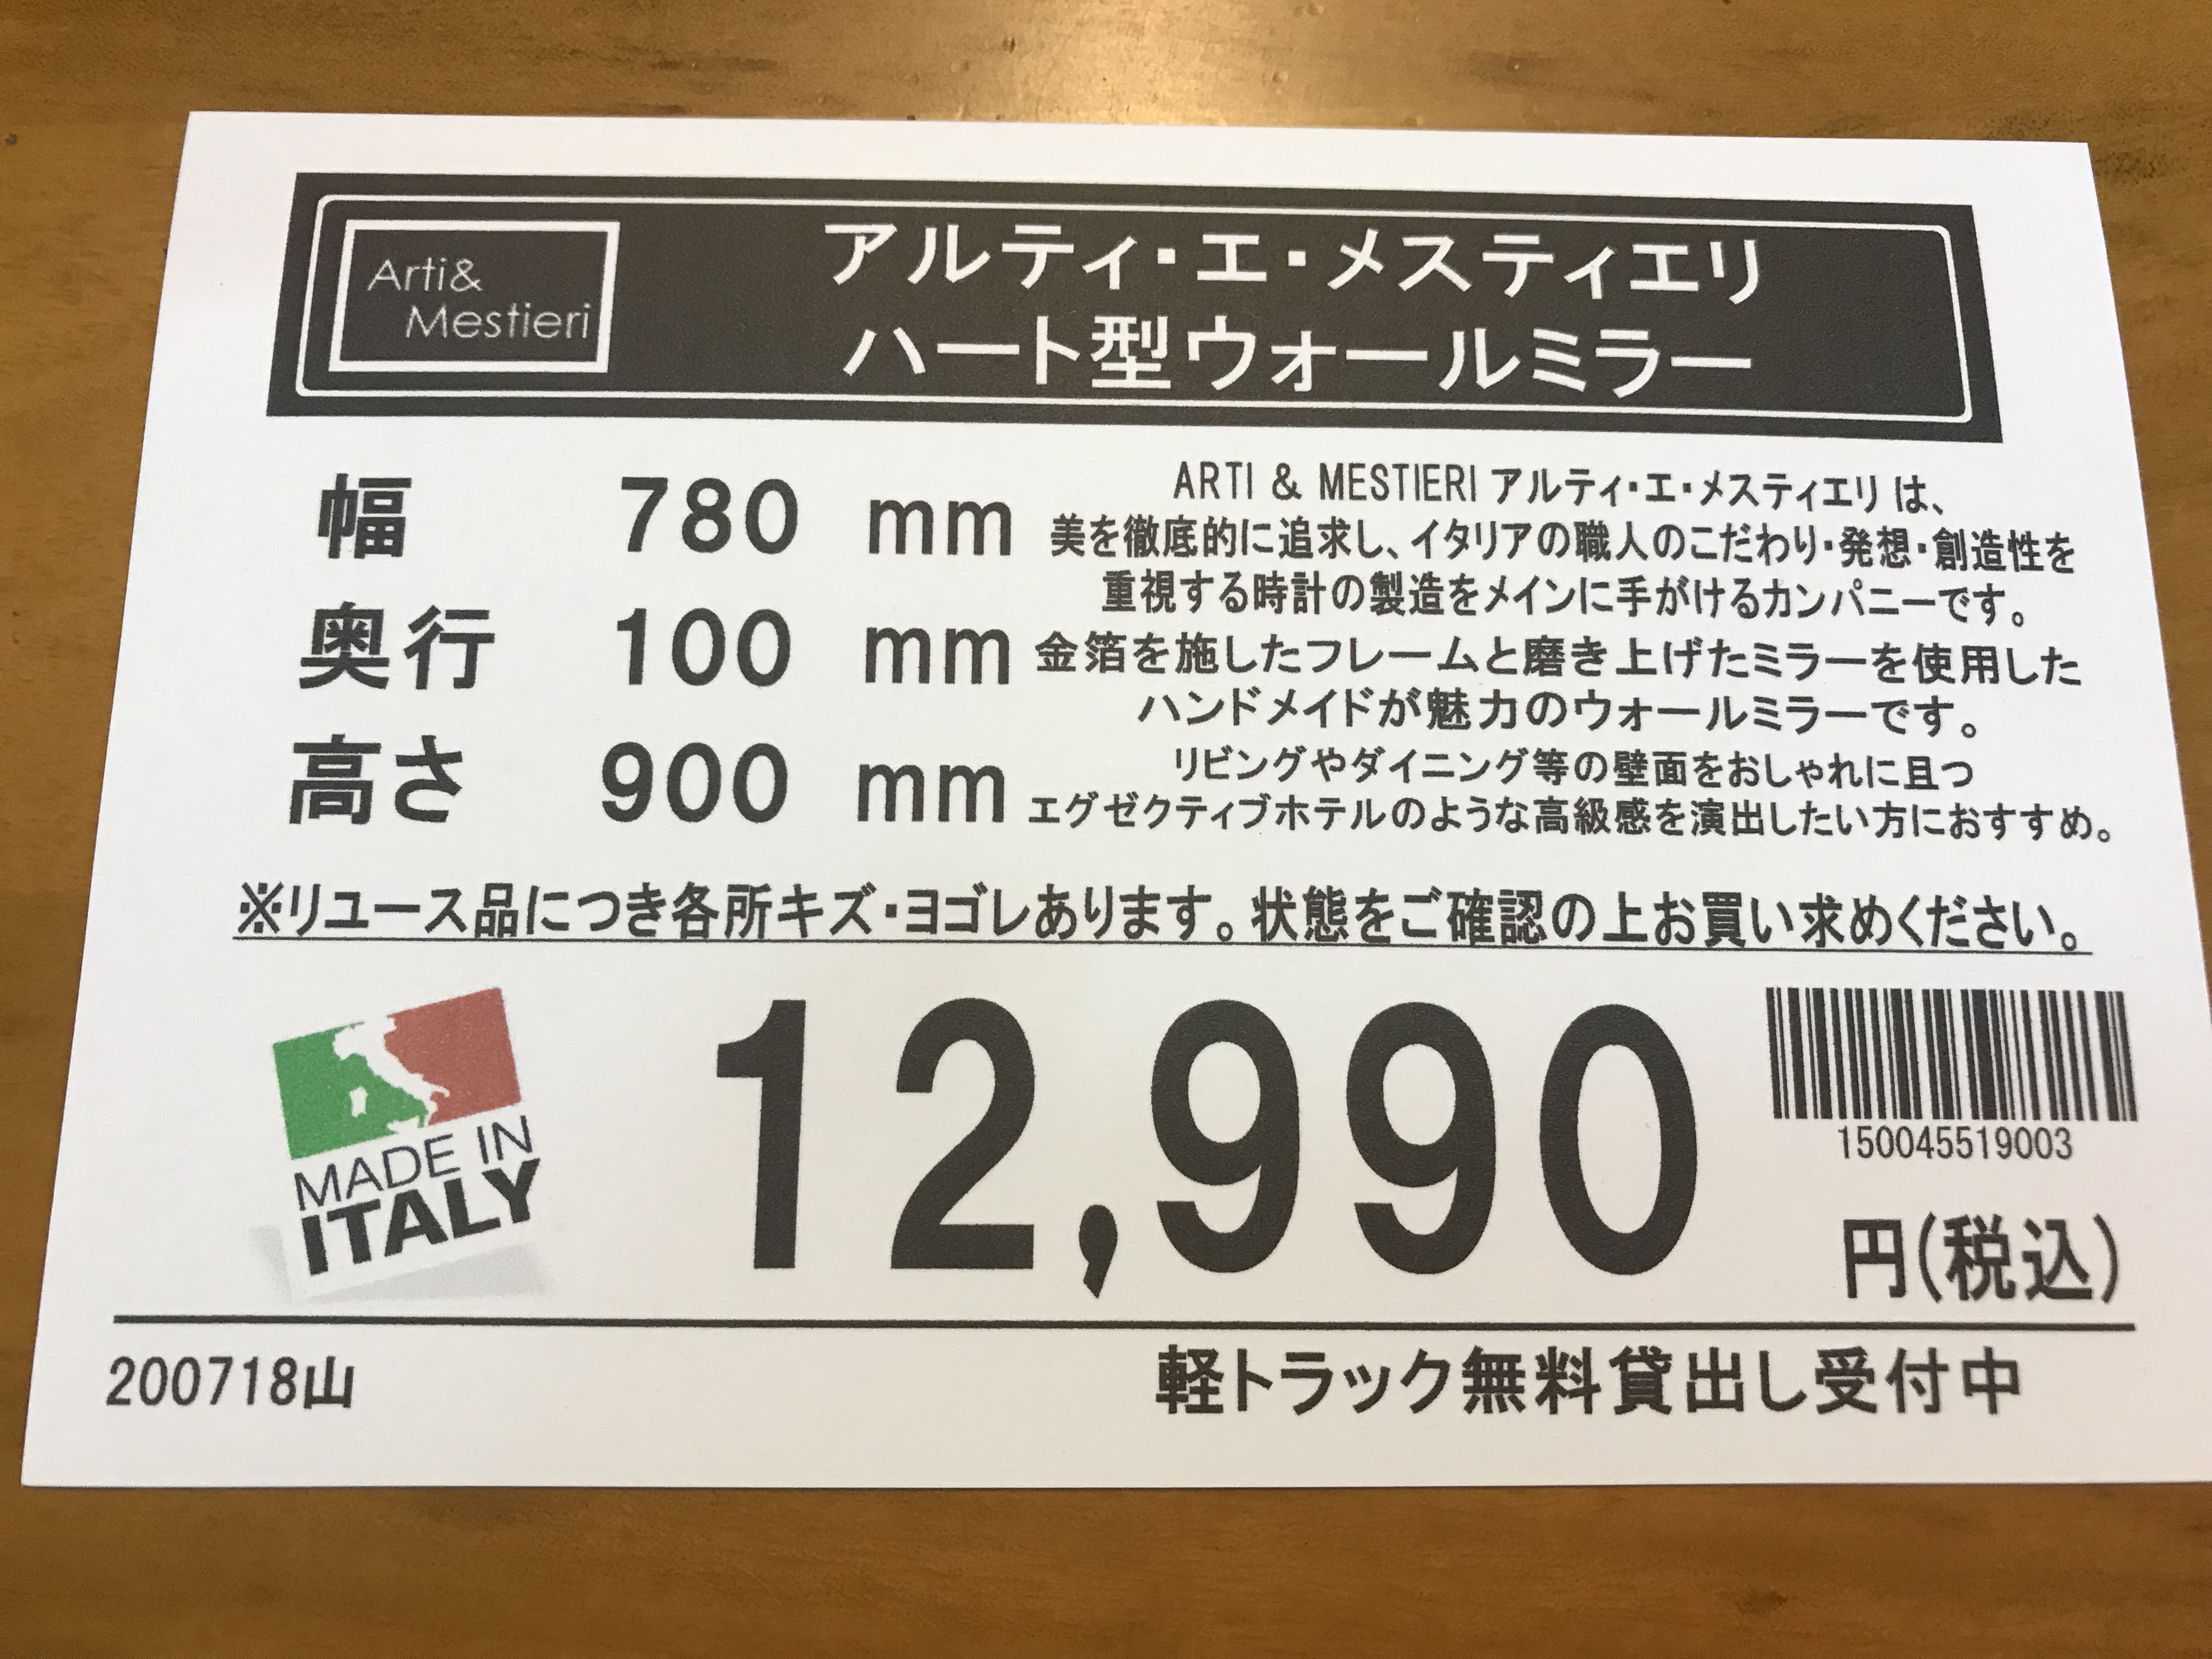 Arti&
Mestieri
アルティ・エ・メスティエリ
ハート型ウォールミラー
幅 780 mm
奥行 100 mm
高さ 900 mm
ARTI & MESTIERI アルティ・エ・メスティエリ は、
美を徹底的に追求し、イタリアの職人のこだわり・発想・創造性を
重視する時計の製造をメインに手がけるカンパニーです。
金箔を施したフレームと磨き上げたミラーを使用した
ハンドメイドが魅力のウォールミラーです。
リビングやダイニング等の壁面をおしゃれに且つ
エグゼクティブホテルのような高級感を演出したい方におすすめ。
※リユース品につき各所キズ・ヨゴレあります。状態をご確認の上お買い求めください。
MADE IN
ITALY
12,990
150045519003
円(税込)
200718山
軽トラック無料貸出し受付中